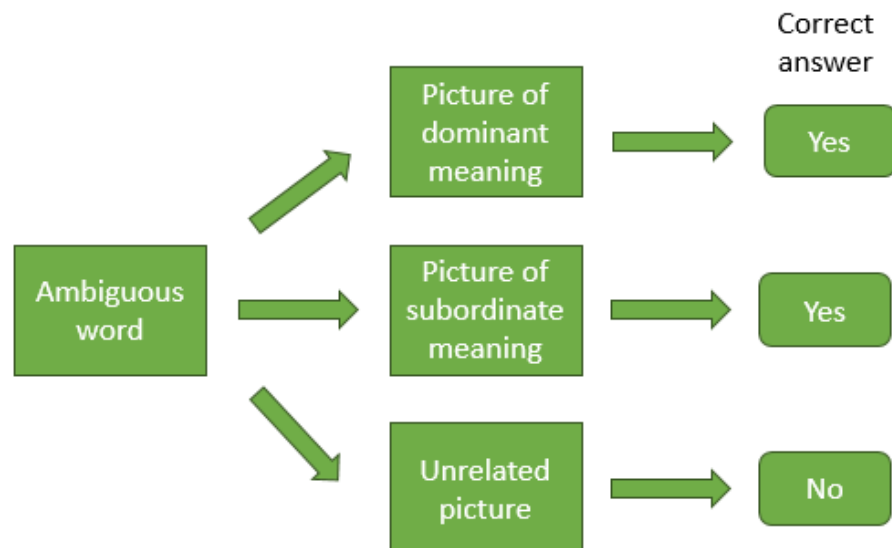 Correct
answer
Picture of
dominant
meaning
Yes
Ambiguous
word
Picture of
subordinate
meaning
Yes
Unrelated
picture
No